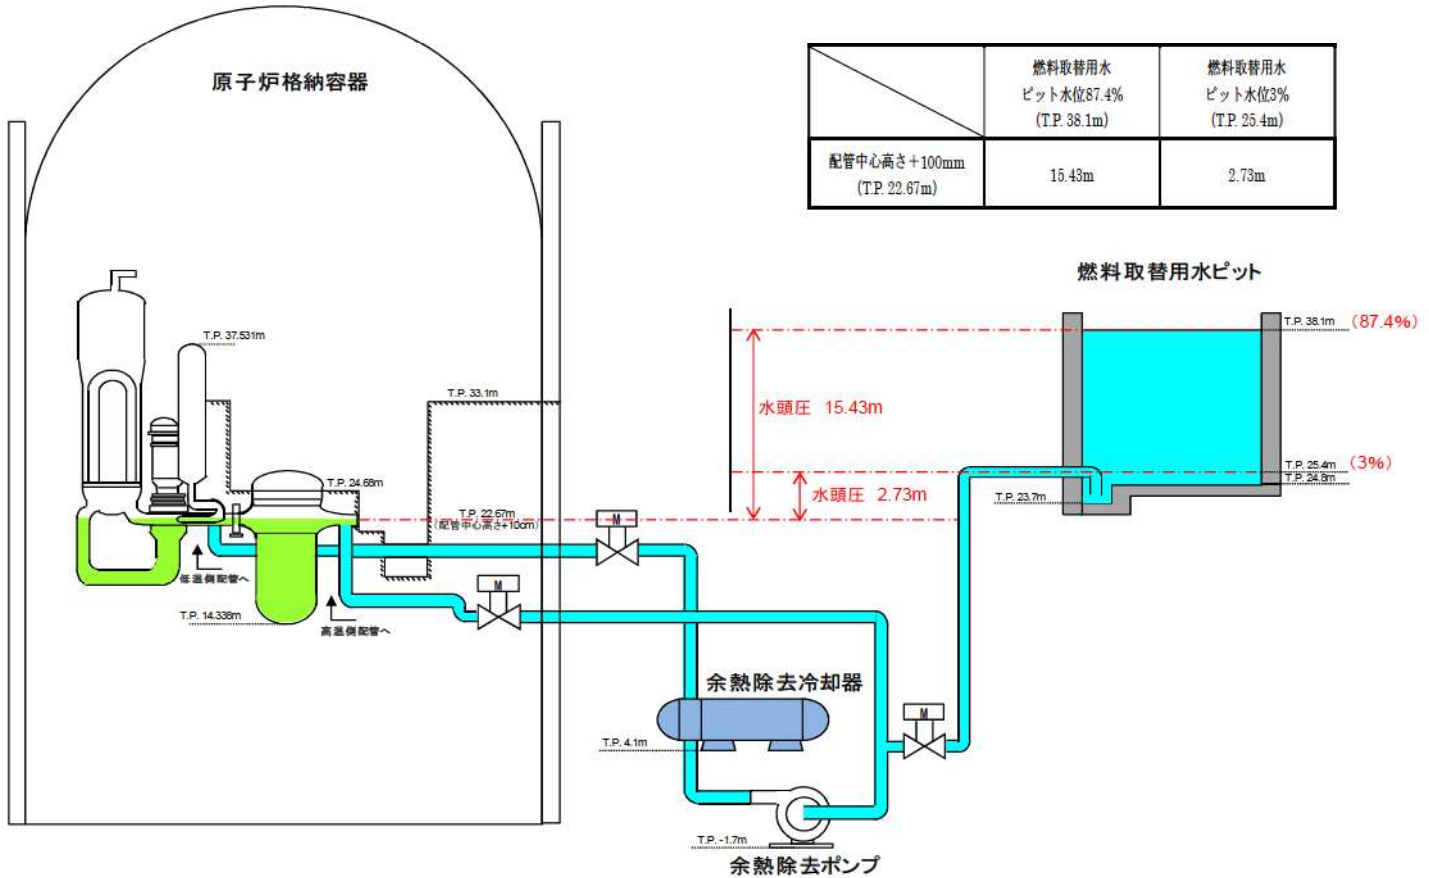 原子炉格納容器
燃料取替用水
ピット水位87.4%
(T.P. 38.1m)
燃料取替用水
ピット水位3%
(T.P. 25.4m)
配管中心高さ+100mm
(T.P. 22.67m)
15.43m
2.73m
燃料取替用水ピット
T.P. 38.1m
(87.4%)
T.P. 37.531m
T.P. 33.1m
水頭圧 15.43m
T.P. 25.4m
(3%)
T.P. 24.8m
T.P. 24.68m
水頭圧 2.73m
T.P. 23.7m
T.P. 22.67m
(配管中心高さ+10cm)
M
低温側配管へ
M
T.P. 14.336m
高温側配管へ
余熱除去冷却器
M
T.P. 4.1m
T.P. -1.7m
余熱除去ポンプ